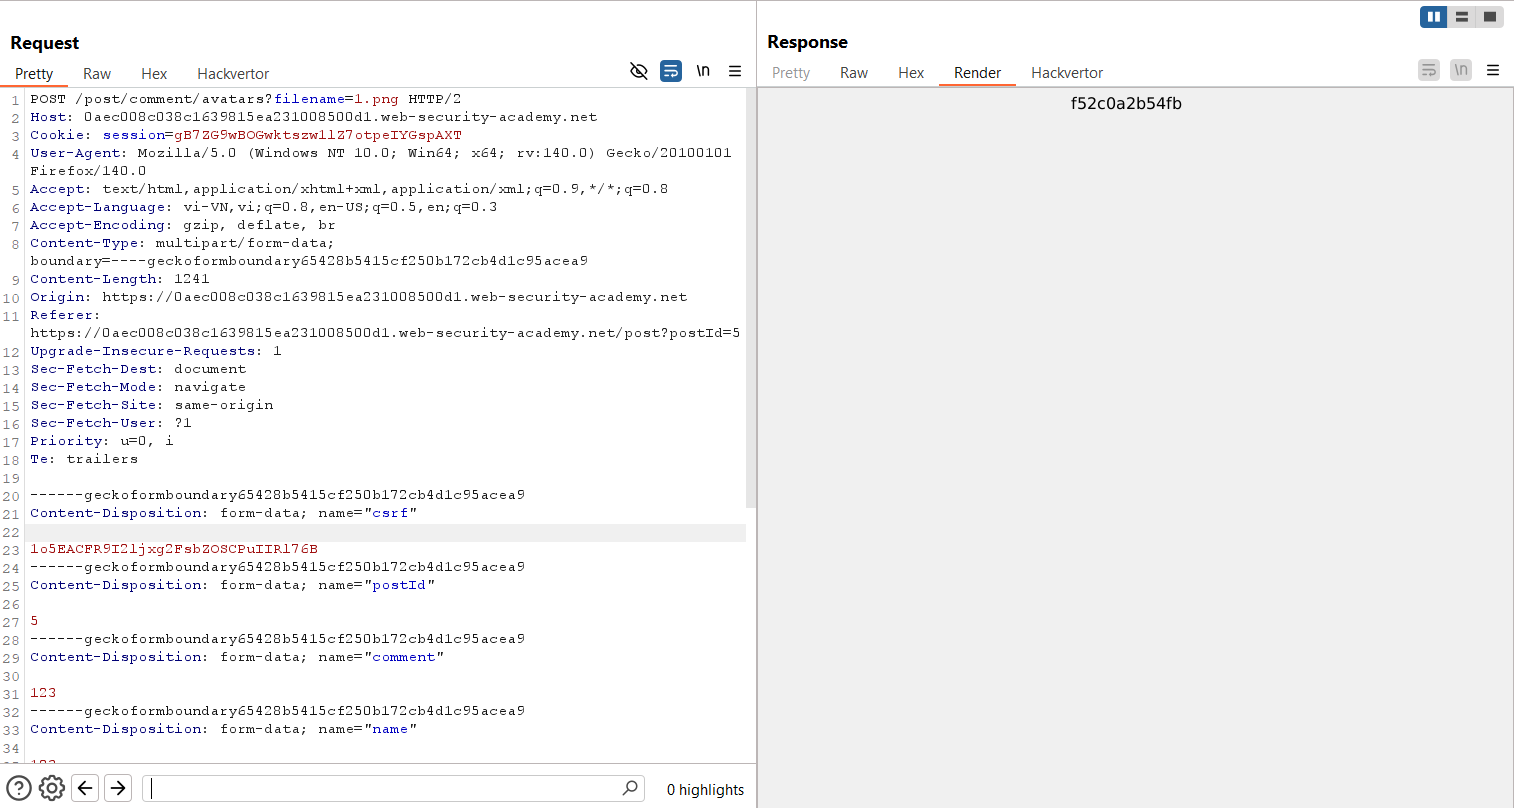 Request
Pretty Raw Hex Hackvertor \n
1 POST /post/comment/avatars?filename=1.png HTTP/2
2 Host: 0aec008c038c1639815ea231008500d1.web-security-academy.net
3 Cookie: session=gB7ZG9wBOGwktszw1lZ7otpeIYGspAXT
4 User-Agent: Mozilla/5.0 (Windows NT 10.0; Win64; x64; rv:140.0) Gecko/20100101
Firefox/140.0
5 Accept: text/html,application/xhtml+xml,application/xml;q=0.9,*/*;q=0.8
6 Accept-Language: vi-VN,vi;q=0.8,en-US;q=0.5,en;q=0.3
7 Accept-Encoding: gzip, deflate, br
8 Content-Type: multipart/form-data;
boundary=----geckoformboundary65428b5415cf250b172cb4d1c95acea9
9 Content-Length: 1241
10 Origin: https://0aec008c038c1639815ea231008500d1.web-security-academy.net
11 Referer:
https://0aec008c038c1639815ea231008500d1.web-security-academy.net/post?postId=5
12 Upgrade-Insecure-Requests: 1
13 Sec-Fetch-Dest: document
14 Sec-Fetch-Mode: navigate
15 Sec-Fetch-Site: same-origin
16 Sec-Fetch-User: ?1
17 Priority: u=0, i
18 Te: trailers
19
20 ------geckoformboundary65428b5415cf250b172cb4d1c95acea9
21 Content-Disposition: form-data; name="csrf"
22
23 1o5EACFR9I2ljxg2FsbZOSCPuIIRl76B
24 ------geckoformboundary65428b5415cf250b172cb4d1c95acea9
25 Content-Disposition: form-data; name="postId"
26
27 5
28 ------geckoformboundary65428b5415cf250b172cb4d1c95acea9
29 Content-Disposition: form-data; name="comment"
30
31 123
32 ------geckoformboundary65428b5415cf250b172cb4d1c95acea9
33 Content-Disposition: form-data; name="name"
34
0 highlights
Response
Pretty Raw Hex Render Hackvertor \n
f52c0a2b54fb